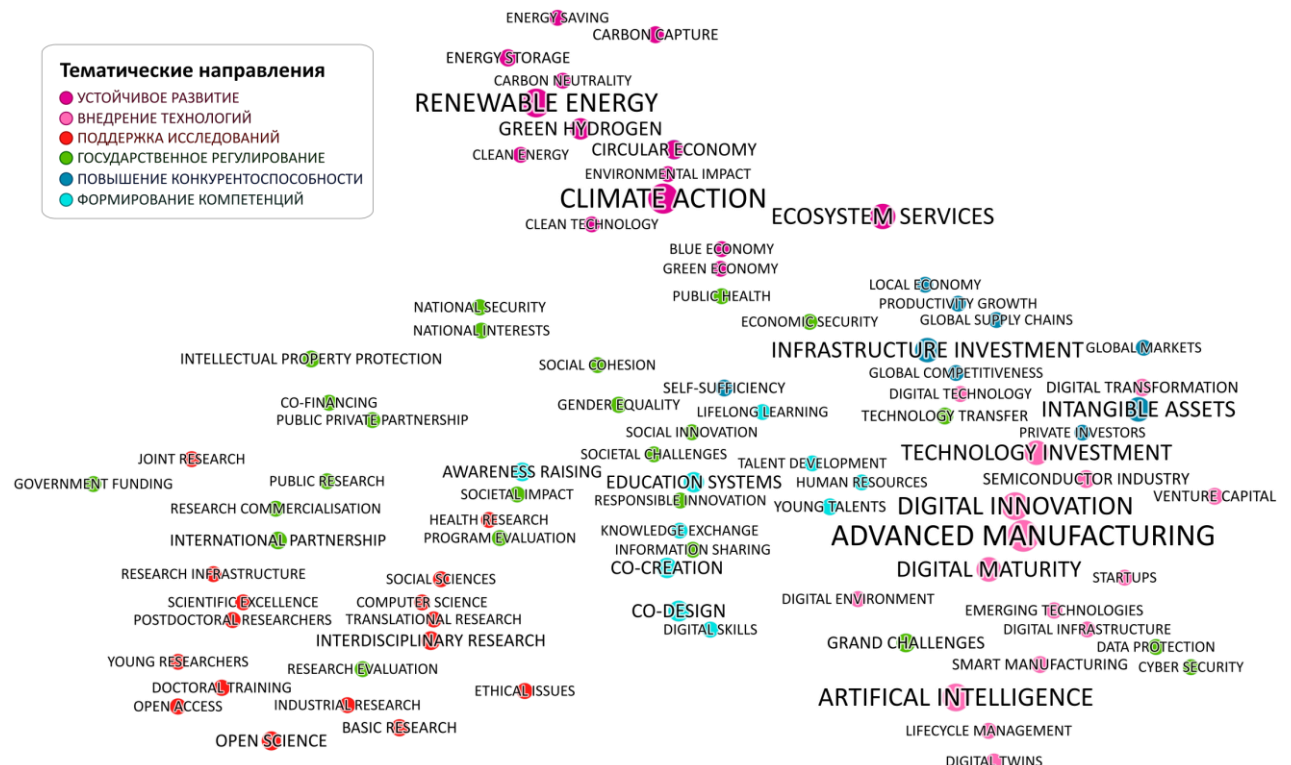 ENERGY SAVING
CARBON CAPTURE
Тематические направления
УСТОЙЧИВОЕ РАЗВИТИЕ
ВНЕДРЕНИЕ ТЕХНОЛОГИЙ
ПОДДЕРЖКА ИССЛЕДОВАНИЙ
ГОСУДАРСТВЕННОЕ РЕГУЛИРОВАНИЕ
ПОВЫШЕНИЕ КОНКУРЕНТОСПОСОБНОСТИ
ФОРМИРОВАНИЕ КОМПЕТЕНЦИЙ
ENERGY STORAGE
CARBON NEUTRALITY
RENEWABLE ENERGY
GREEN HYDROGEN
CLEAN ENERGY
CIRCULAR ECONOMY
ENVIRONMENTAL IMPACT
CLIMATE ACTION
ECOSYSTEM SERVICES
CLEAN TECHNOLOGY
BLUE ECONOMY
GREEN ECONOMY
LOCAL ECONOMY
PUBLIC HEALTH
PRODUCTIVITY GROWTH
NATIONAL SECURITY
ECONOMIC SECURITY
GLOBAL SUPPLY CHAINS
NATIONAL INTERESTS
INFRASTRUCTURE INVESTMENT
GLOBAL MARKETS
INTELLECTUAL PROPERTY PROTECTION
SOCIAL COHESION
GLOBAL COMPETITIVENESS
SELF-SUFFICIENCY
DIGITAL TECHNOLOGY
DIGITAL TRANSFORMATION
CO-FINANCING
GENDER EQUALITY
LIFELONG LEARNING
TECHNOLOGY TRANSFER
INTANGIBLE ASSETS
PUBLIC PRIVATE PARTNERSHIP
SOCIAL INNOVATION
PRIVATE INVESTORS
JOINT RESEARCH
SOCIETAL CHALLENGES
TECHNOLOGY INVESTMENT
AWARENESS RAISING
TALENT DEVELOPMENT
GOVERNMENT FUNDING
PUBLIC RESEARCH
EDUCATION SYSTEMS
HUMAN RESOURCES
SEMICONDUCTOR INDUSTRY
SOCIETAL IMPACT
RESPONSIBLE INNOVATION
VENTURE CAPITAL
RESEARCH COMMERCIALISATION
YOUNG TALENTS
DIGITAL INNOVATION
HEALTH RESEARCH
KNOWLEDGE EXCHANGE
ADVANCED MANUFACTURING
INTERNATIONAL PARTNERSHIP
PROGRAM EVALUATION
INFORMATION SHARING
CO-CREATION
DIGITAL MATURITY
RESEARCH INFRASTRUCTURE
SOCIAL SCIENCES
STARTUPS
SCIENTIFIC EXCELLENCE
COMPUTER SCIENCE
DIGITAL ENVIRONMENT
CO-DESIGN
EMERGING TECHNOLOGIES
POSTDOCTORAL RESEARCHERS
TRANSLATIONAL RESEARCH
DIGITAL SKILLS
DIGITAL INFRASTRUCTURE
INTERDISCIPLINARY RESEARCH
GRAND CHALLENGES
DATA PROTECTION
YOUNG RESEARCHERS
RESEARCH EVALUATION
SMART MANUFACTURING
CYBER SECURITY
DOCTORAL TRAINING
ETHICAL ISSUES
ARTIFICAL INTELLIGENCE
OPEN ACCESS
INDUSTRIAL RESEARCH
BASIC RESEARCH
LIFECYCLE MANAGEMENT
OPEN SCIENCE
DIGITAL TWINS